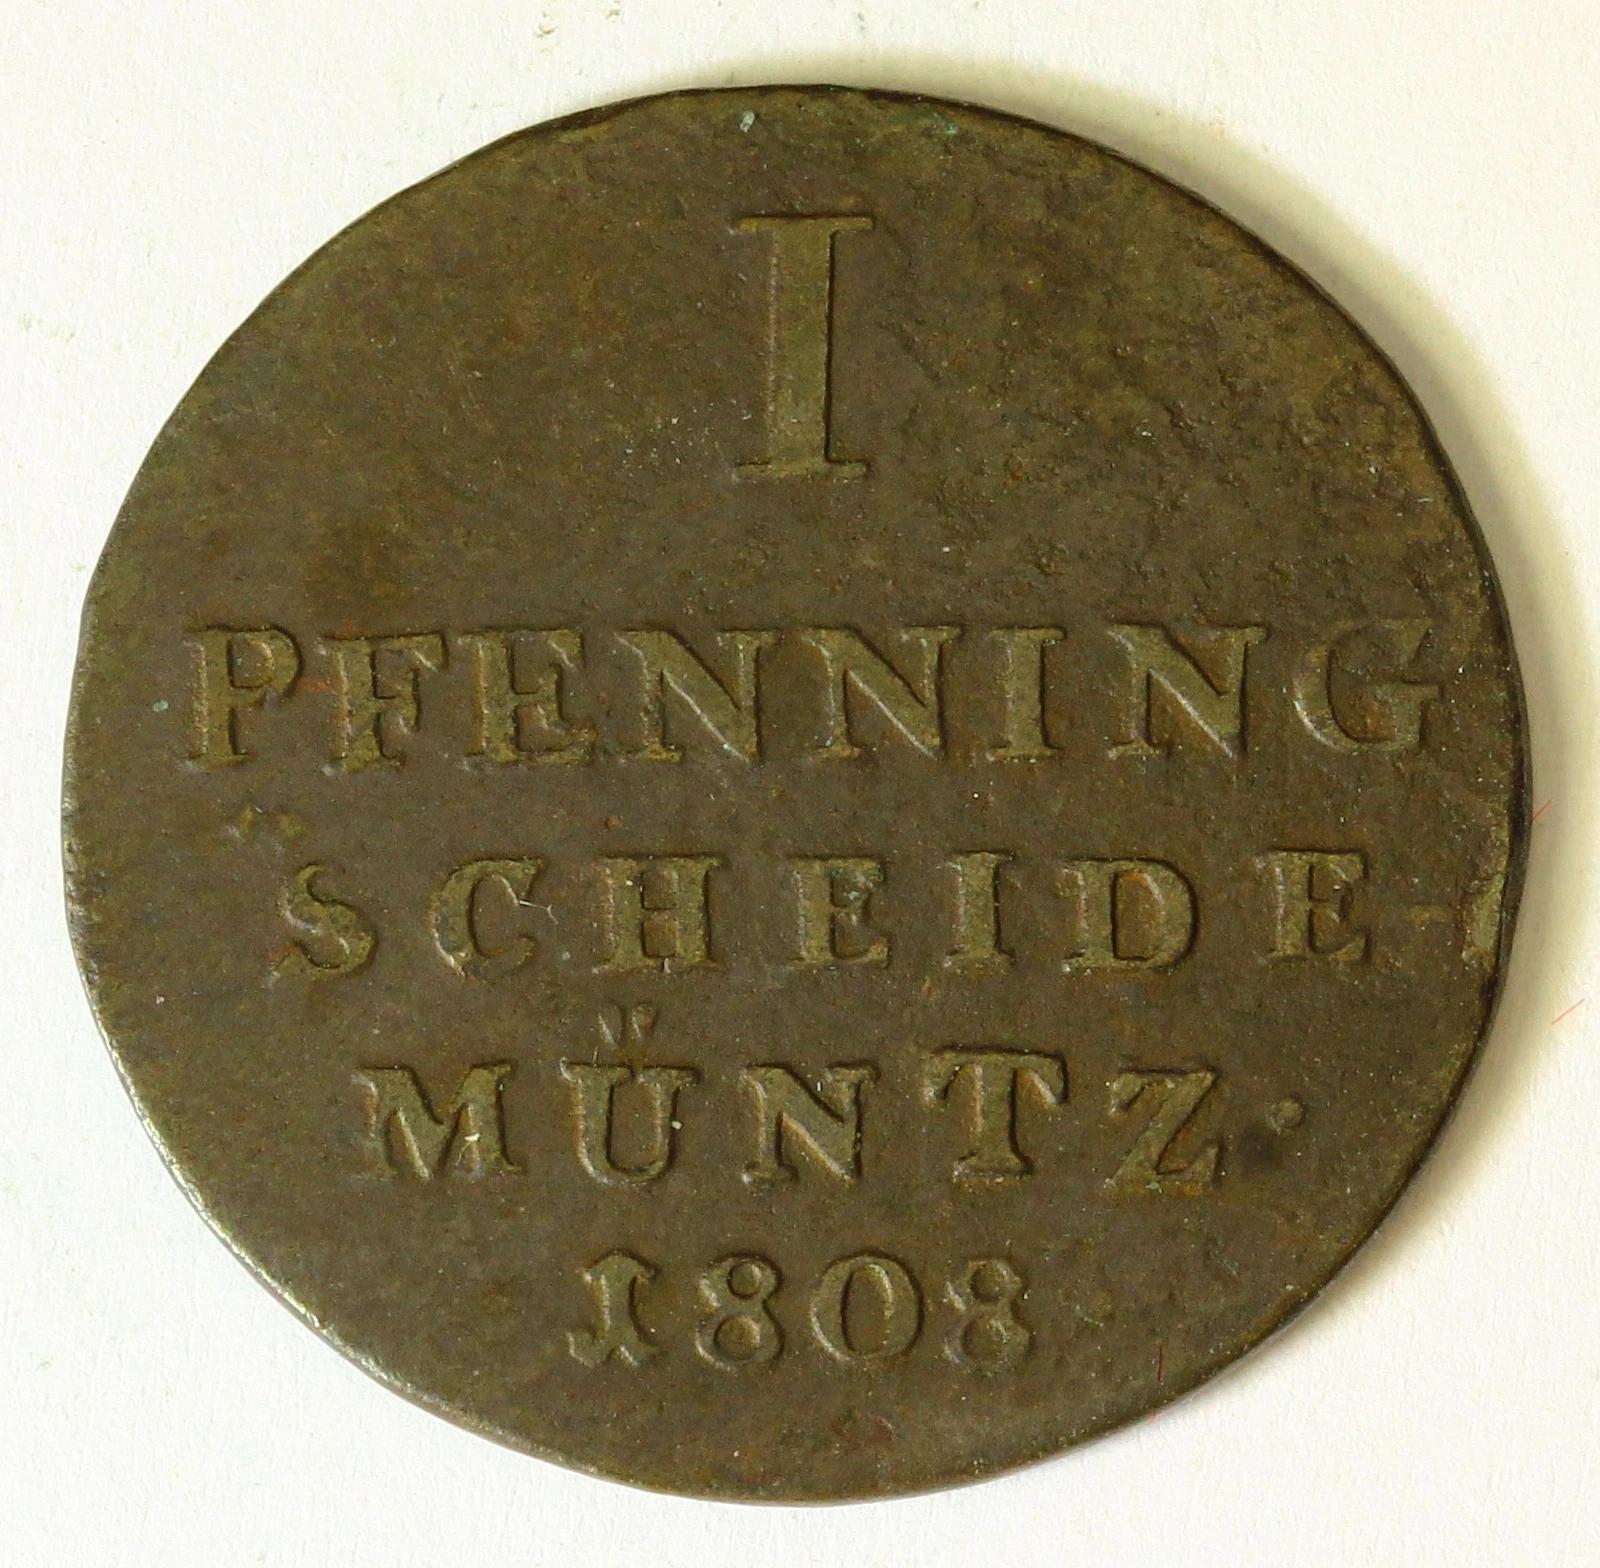 I
PFENNING
SCHEIDE
MÜNTZ.
1808